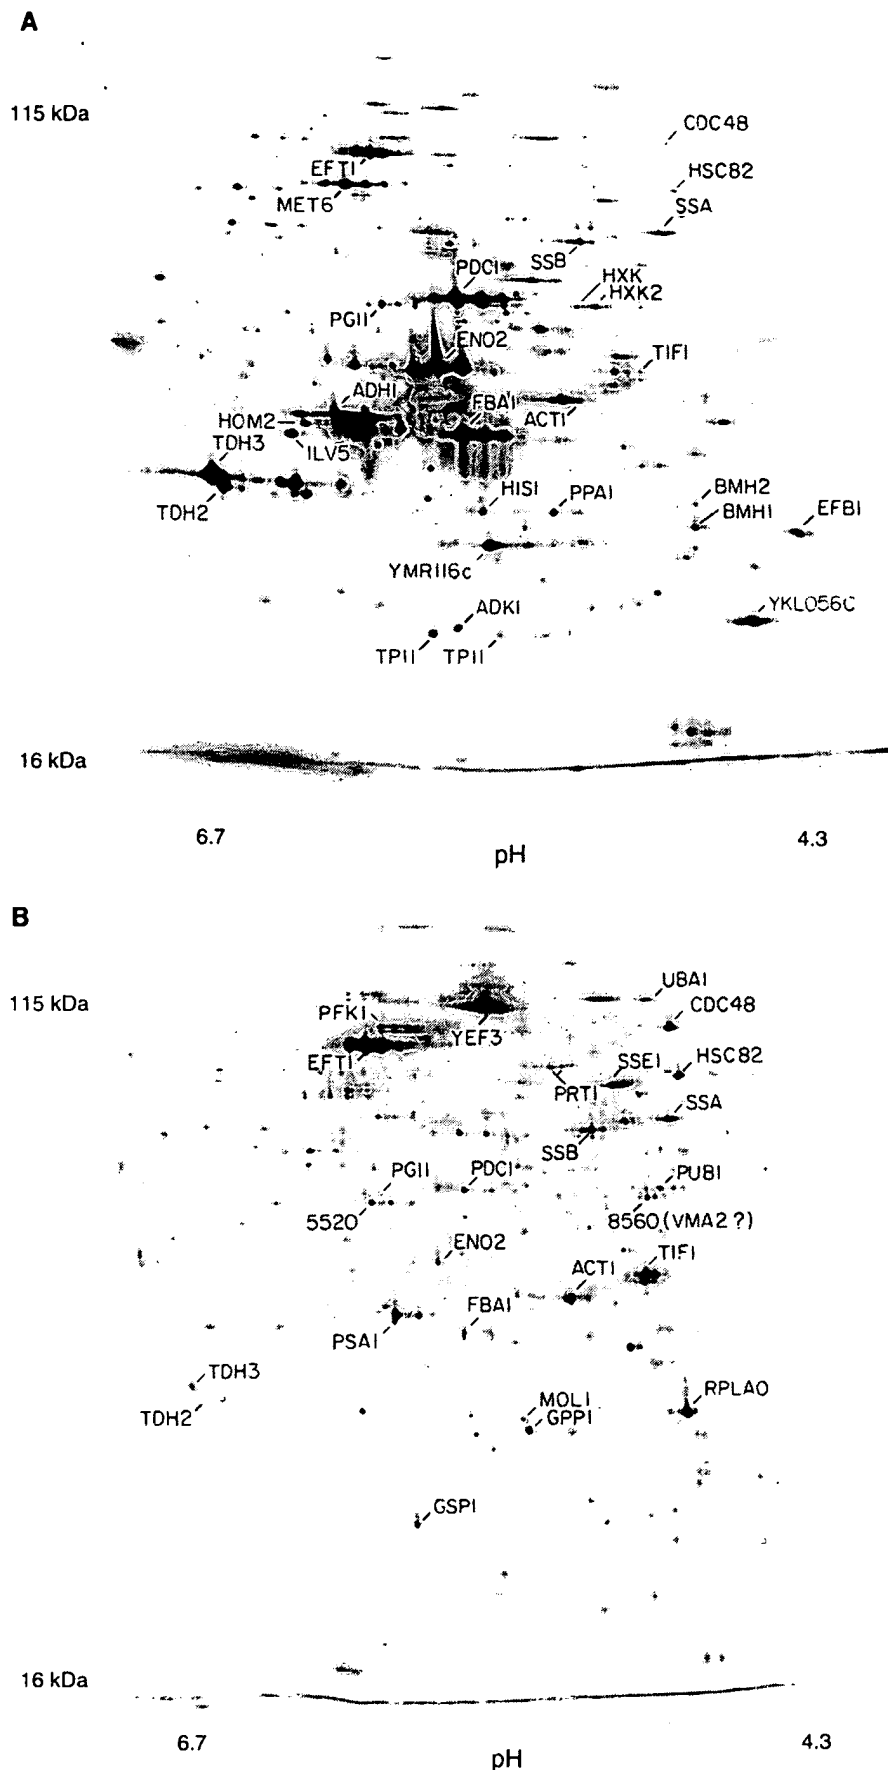 A
115 kDa
CDC48
EFT1
HSC82
MET6
SSA
SSB
PDC1
HXK
HXK2
PGI1
ENO2
TIF1
ADH1
FBA1
ACT1
HOM2
TDH3
ILV5
TDH2
HIS1
PPA1
BMH2
BMH1
EFB1
YMR116c
ADK1
YKL056C
TPI1
TPI1
16 kDa
6.7
4.3
pH
B
115 kDa
UBA1
PFK1
CDC48
YEF3
EFT1
SSE1
HSC82
PRT1
SSA
SSB
PGI1
PDC1
PUB1
5520
8560 (VMA2?)
ENO2
TIF1
ACT1
FBA1
PSA1
TDH3
TDH2
MOL1
GPP1
RPLA0
GSP1
16 kDa
6.7
4.3
pH